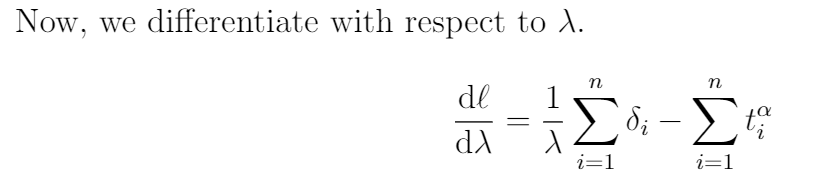 Now, we differentiate with respect to λ.
dℓ/dλ = 1/λ ∑_{i=1}^{n} δ_i − ∑_{i=1}^{n} t_i^α